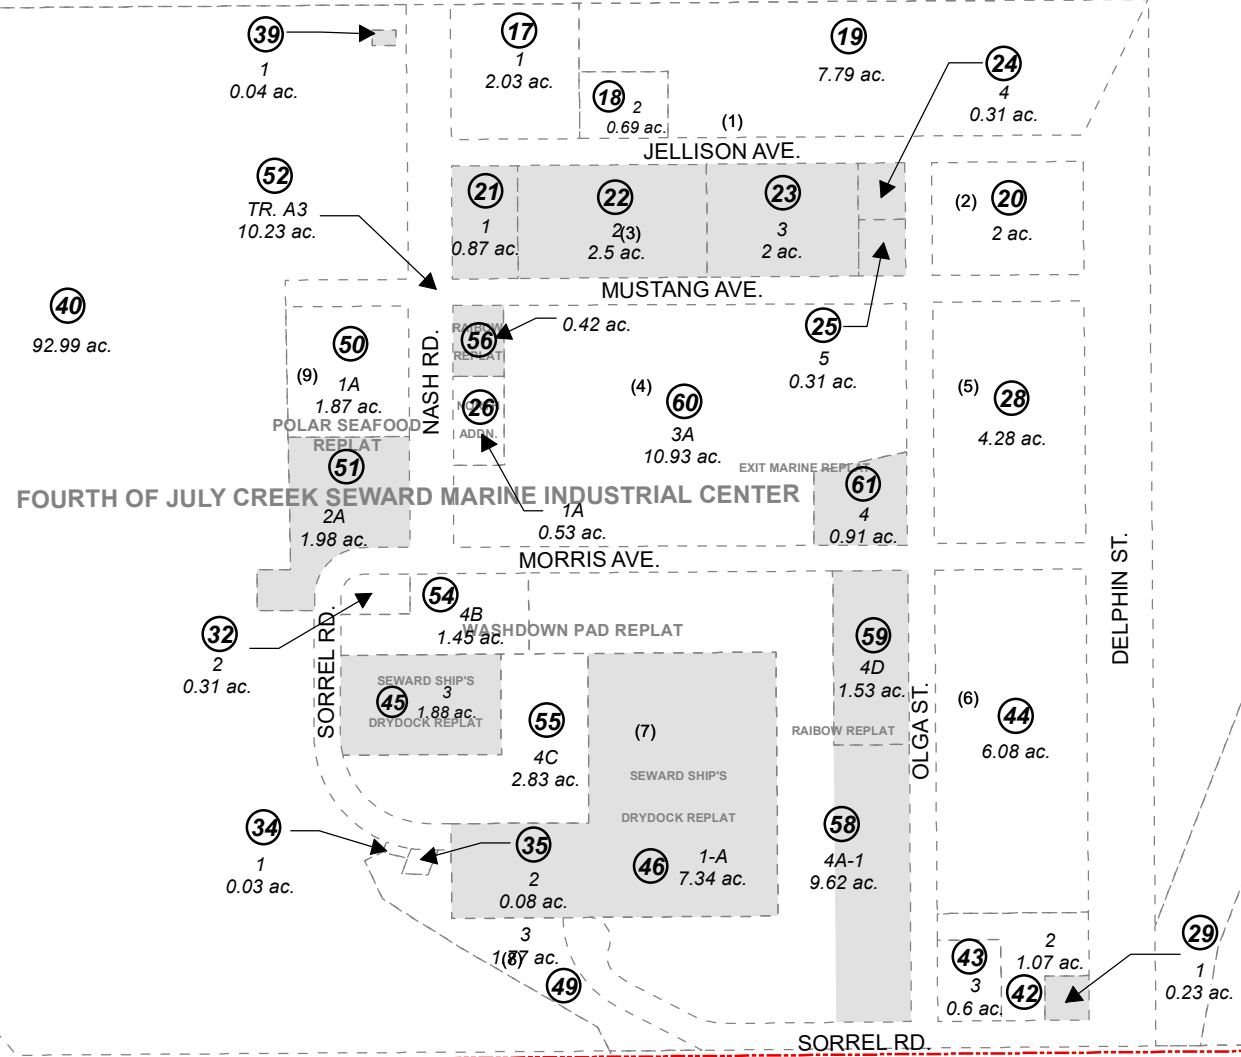 39
1
0.04 ac.
17
1
2.03 ac.
18
2
0.69 ac.
19
7.79 ac.
(1)
24
4
0.31 ac.
JELLISON AVE.
52
TR. A3
10.23 ac.
21
1
0.87 ac.
22
2
(3)
2.5 ac.
23
3
2 ac.
(2)
20
2 ac.
MUSTANG AVE.
40
92.99 ac.
50
(9)
1A
1.87 ac.
NASH RD.
RAIBOW
56
REPLAT
0.42 ac.
25
5
0.31 ac.
26
ADDN.
(4)
60
3A
10.93 ac.
(5)
28
4.28 ac.
POLAR SEAFOOD
REPLAT
51
EXIT MARINE REPLAT
61
4
0.91 ac.
FOURTH OF JULY CREEK SEWARD MARINE INDUSTRIAL CENTER
2A
1.98 ac.
1A
0.53 ac.
MORRIS AVE.
DELPHIN ST.
54
4B
1.45 ac.
WASHDOWN PAD REPLAT
32
2
0.31 ac.
SORREL RD.
59
4D
1.53 ac.
SEWARD SHIP'S
45
3
1.88 ac.
DRYDOCK REPLAT
55
4C
2.83 ac.
(7)
RAIBOW REPLAT
OLGA ST.
(6)
44
6.08 ac.
SEWARD SHIP'S
DRYDOCK REPLAT
34
1
0.03 ac.
35
2
0.08 ac.
46
1-A
7.34 ac.
58
4A-1
9.62 ac.
3
1.87 ac.
(8)
49
43
3
0.6 ac.
2
1.07 ac.
42
29
1
0.23 ac.
SORREL RD.